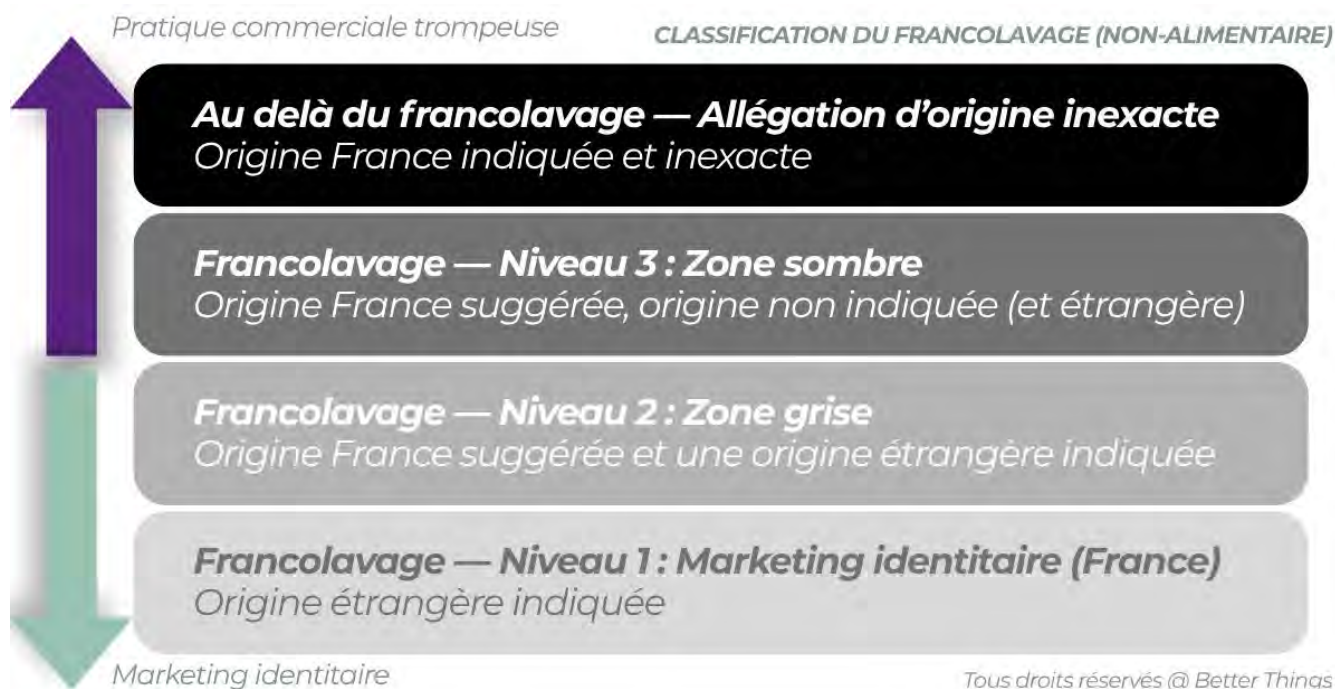 Pratique commerciale trompeuse
CLASSIFICATION DU FRANCOLAVAGE (NON-ALIMENTAIRE)
Au delà du francolavage — Allégation d'origine inexacte
Origine France indiquée et inexacte
Francolavage — Niveau 3 : Zone sombre
Origine France suggérée, origine non indiquée (et étrangère)
Francolavage — Niveau 2 : Zone grise
Origine France suggérée et une origine étrangère indiquée
Francolavage — Niveau 1 : Marketing identitaire (France)
Origine étrangère indiquée
Marketing identitaire
Tous droits réservés @ Better Things